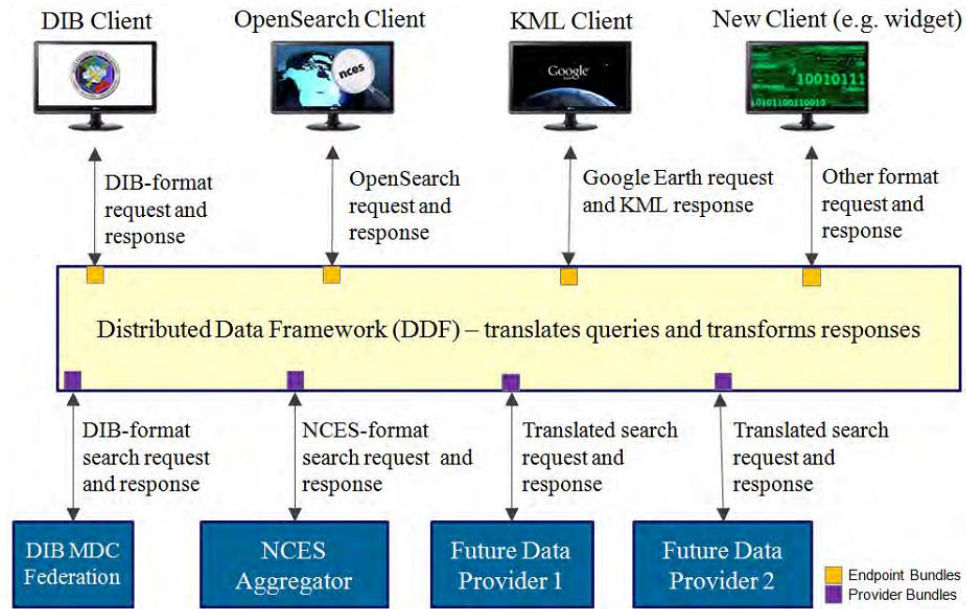 DIB Client
OpenSearch Client
KML Client
New Client (e.g. widget)
nces
Google
10010111
10101100110010
DIB-format
request and
response
OpenSearch
request and
response
Google Earth request
and KML response
Other format
request and
response
Distributed Data Framework (DDF) – translates queries and transforms responses
DIB-format
search request
and response
NCES-format
search request and
response
Translated search
request and
response
Translated search
request and
response
DIB MDC
Federation
NCES
Aggregator
Future Data
Provider 1
Future Data
Provider 2
Endpoint Bundles
Provider Bundles